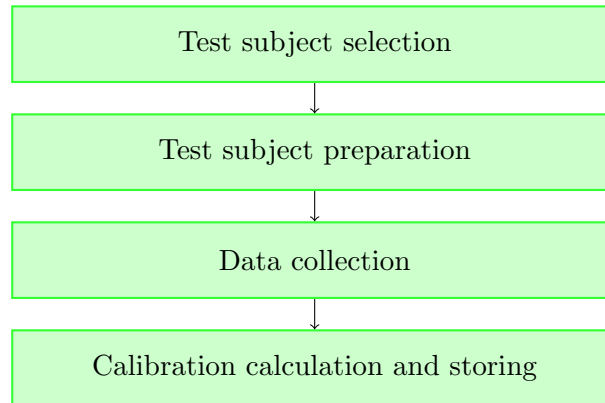 Test subject selection
Test subject preparation
Data collection
Calibration calculation and storing